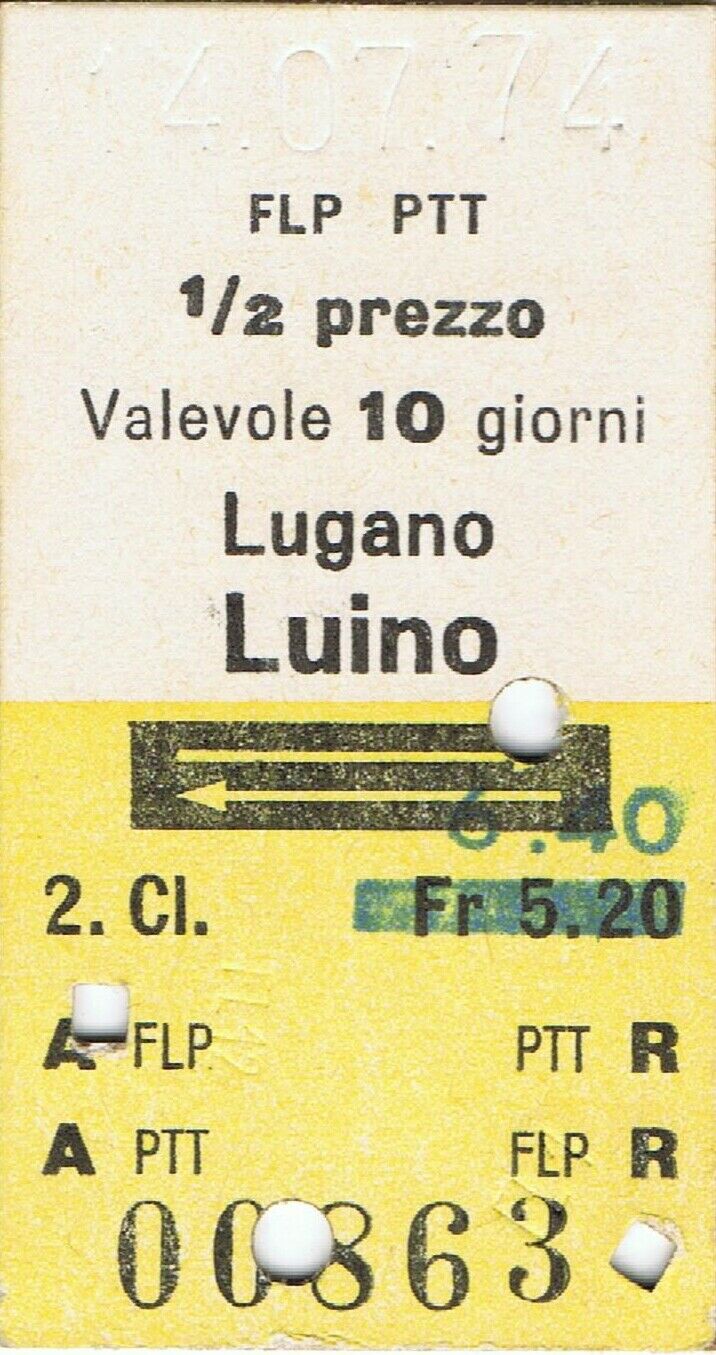 4.07.74
FLP PTT
1/2 prezzo
Valevole 10 giorni
Lugano
Luino
6.40
2. Cl. Fr 5.20
A FLP PTT R
A PTT FLP R
00863